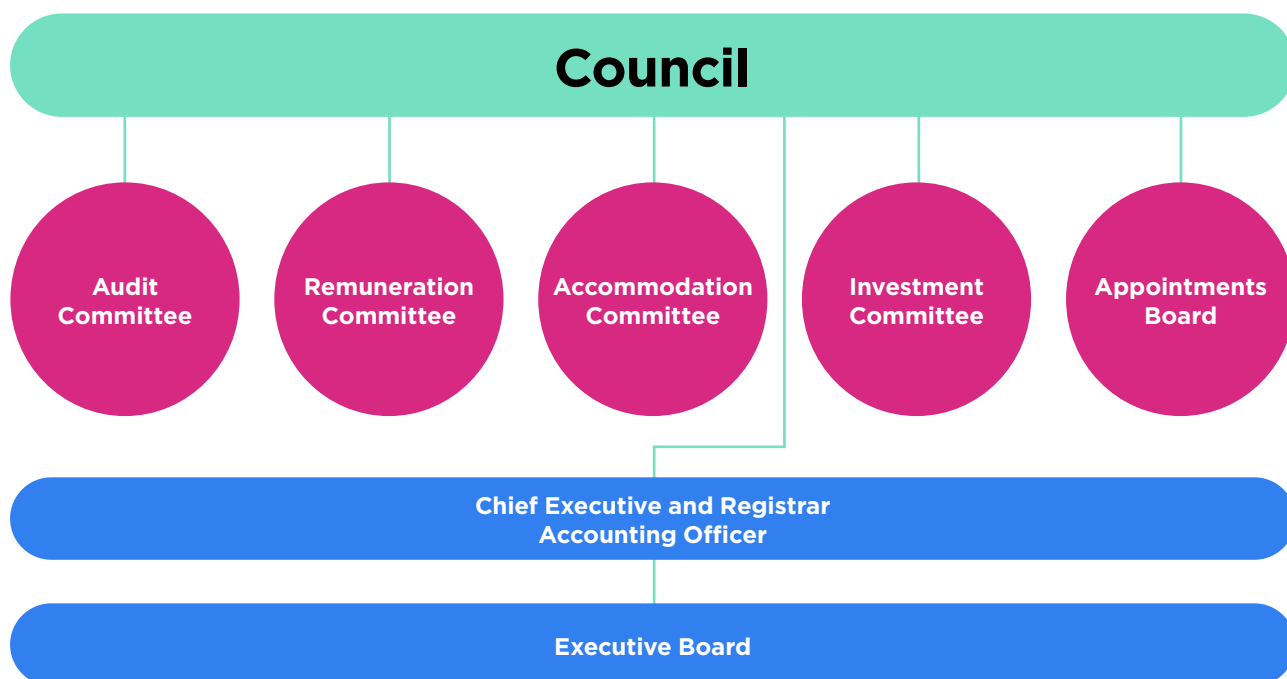 Council
Audit
Committee
Remuneration
Committee
Accommodation
Committee
Investment
Committee
Appointments
Board
Chief Executive and Registrar
Accounting Officer
Executive Board